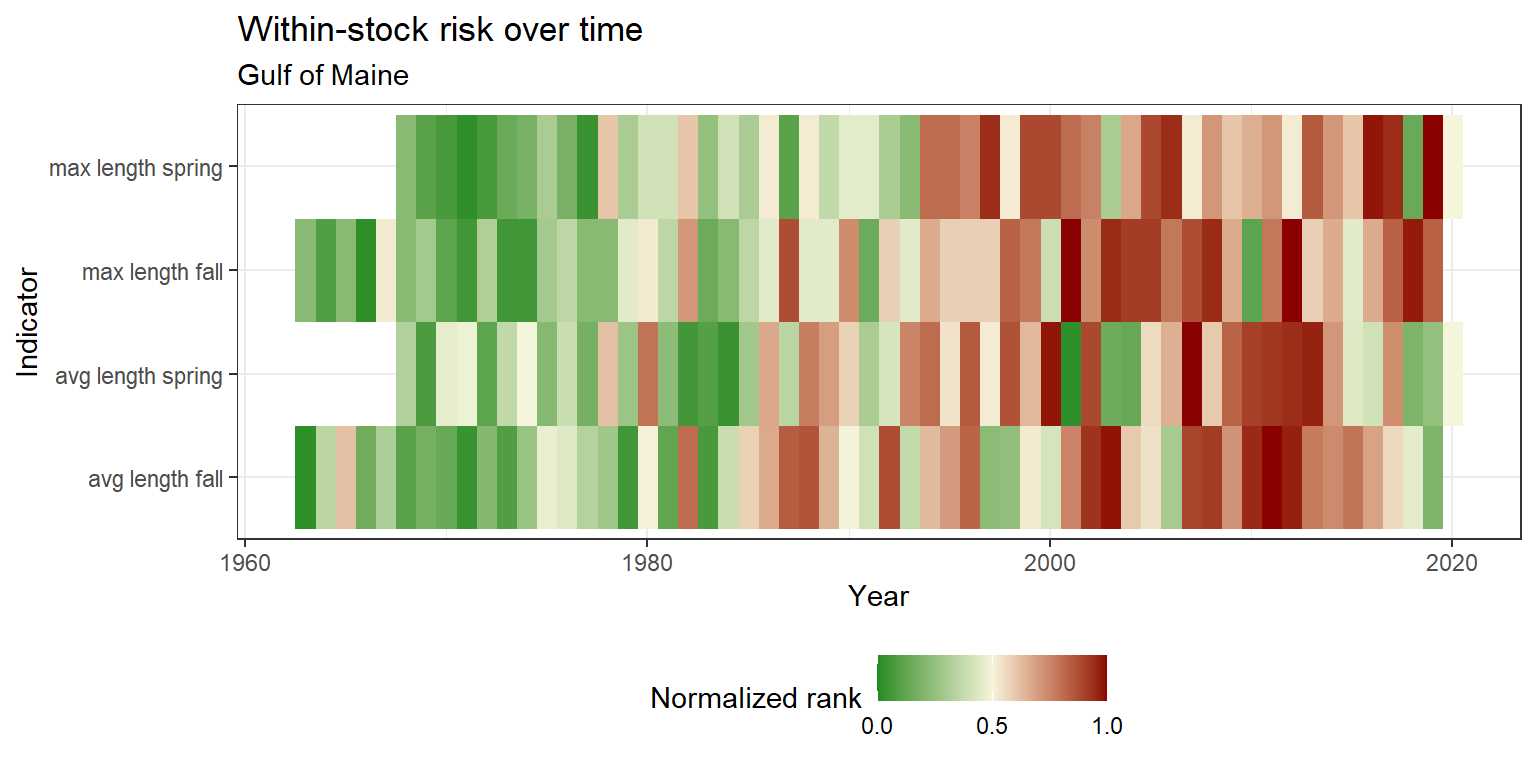 Within-stock risk over time
Gulf of Maine
Indicator
max length spring
max length fall
avg length spring
avg length fall
1960 1980 2000 2020
Year
Normalized rank
0.0 0.5 1.0